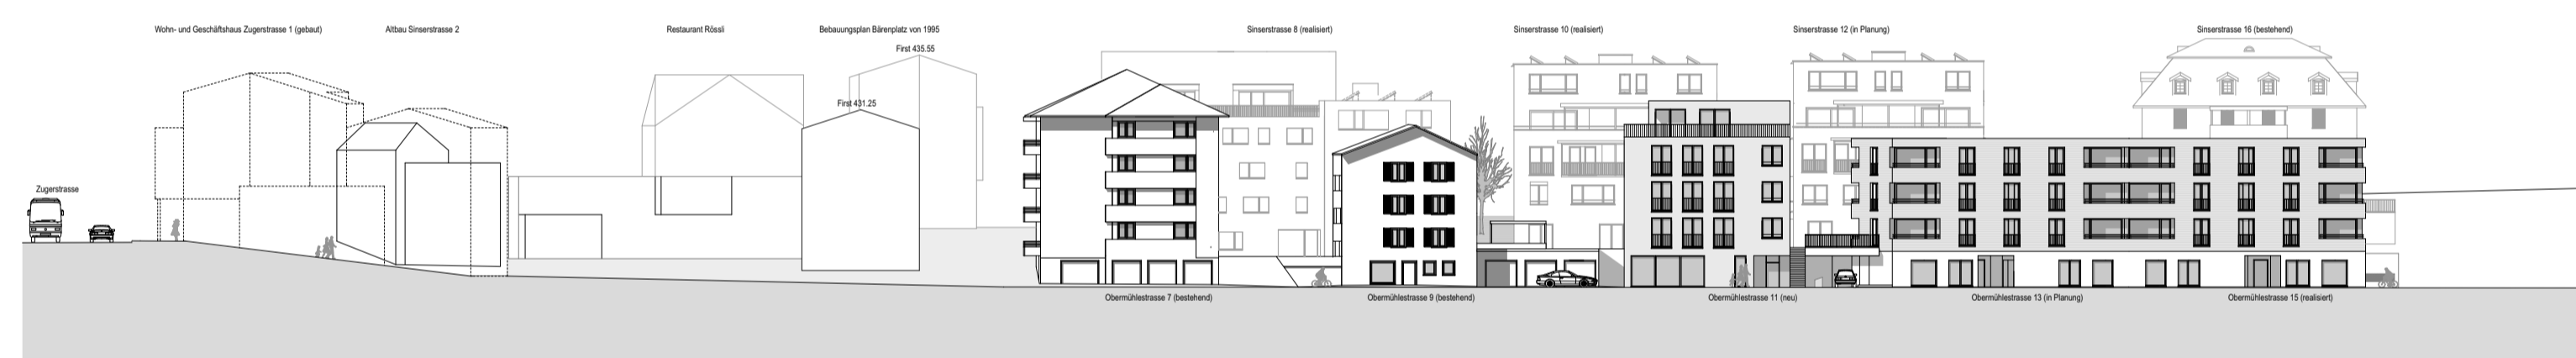 Wohn- und Geschäftshaus Zugerstrasse 1 (gebaut)
Altbau Sinserstrasse 2
Restaurant Rössli
Bebauungsplan Bärenplatz von 1995
Sinserstrasse 8 (realisiert)
Sinserstrasse 10 (realisiert)
Sinserstrasse 12 (in Planung)
Sinserstrasse 16 (bestehend)
First 435.55
First 431.25
Zugerstrasse
Obermühlestrasse 7 (bestehend)
Obermühlestrasse 9 (bestehend)
Obermühlestrasse 11 (neu)
Obermühlestrasse 13 (in Planung)
Obermühlestrasse 15 (realisiert)